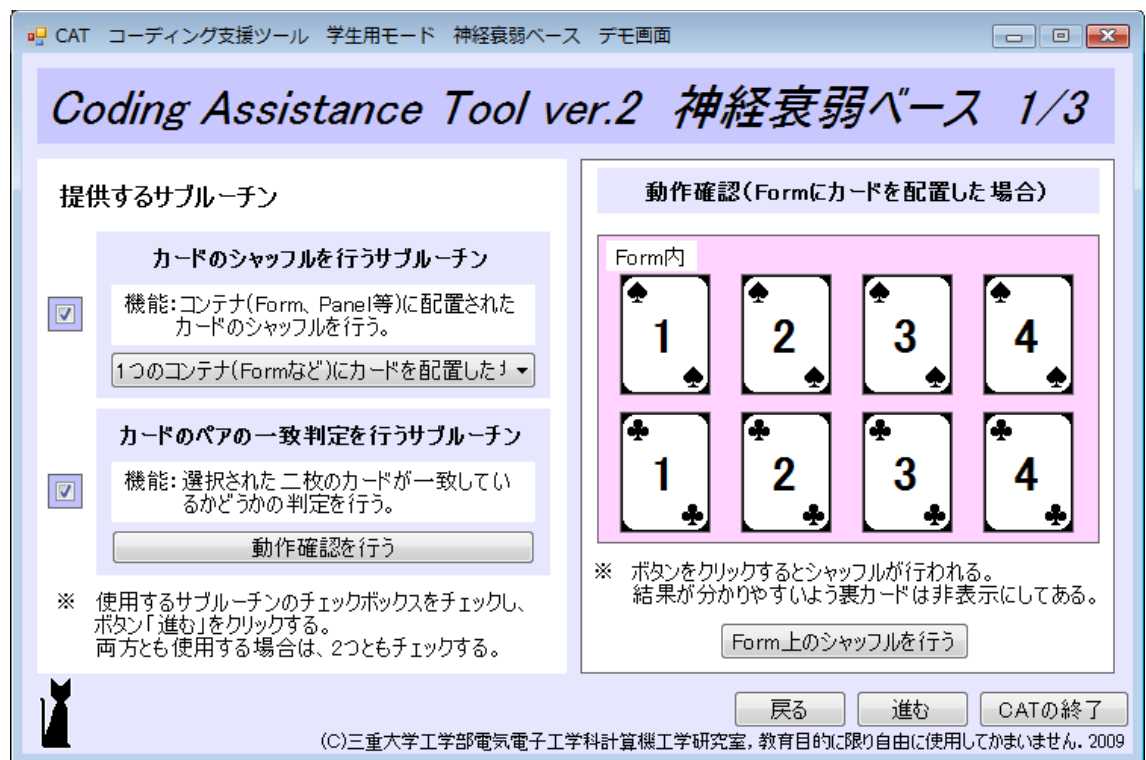 CAT コーディング支援ツール 学生用モード 神経衰弱ベース デモ画面
Coding Assistance Tool ver.2 神経衰弱ベース 1/3
提供するサブルーチン
カードのシャッフルを行うサブルーチン
機能:コンテナ(Form、Panel等)に配置された
カードのシャッフルを行う。
1つのコンテナ(Formなど)にカードを配置した
カードのペアの一致判定を行うサブルーチン
機能:選択された二枚のカードが一致してい
るかどうかの判定を行う。
動作確認を行う
※ 使用するサブルーチンのチェックボックスをチェックし、
ボタン「進む」をクリックする。
両方とも使用する場合は、2つともチェックする。
動作確認(Formにカードを配置した場合)
Form内
1 2 3 4
1 2 3 4
※ ボタンをクリックするとシャッフルが行われる。
結果が分かりやすいよう裏カードは非表示にしてある。
Form上のシャッフルを行う
戻る 進む CATの終了
(C)三重大学工学部電気電子工学科計算機工学研究室,教育目的に限り自由に使用してかまいません. 2009